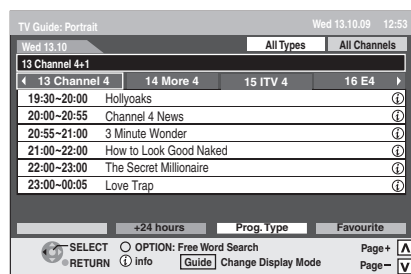 TV Guide: Portrait Wed 13.10.09 12:53
Wed 13.10 All Types All Channels
13 Channel 4+1
13 Channel 4 14 More 4 15 ITV 4 16 E4
19:30~20:00 Hollyoaks
20:00~20:55 Channel 4 News
20:55~21:00 3 Minute Wonder
21:00~22:00 How to Look Good Naked
22:00~23:00 The Secret Millionaire
23:00~00:05 Love Trap
+24 hours Prog. Type Favourite
SELECT OPTION: Free Word Search Page+
RETURN i info Guide Change Display Mode Page−